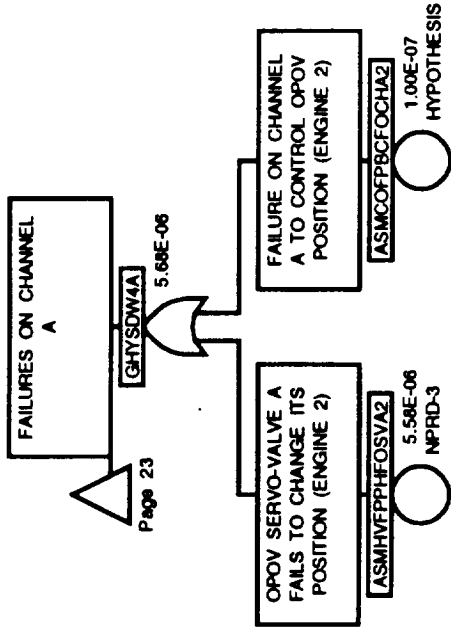 FAILURES ON CHANNEL
A
Page 23
GHYSDW4A
5.68E-06
OPOV SERVO-VALVE A
FAILS TO CHANGE ITS
POSITION (ENGINE 2)
ASMHVFPPHFOSVA2
5.58E-06
NPRD-3
FAILURE ON CHANNEL
A TO CONTROL OPOV
POSITION (ENGINE 2)
ASMCOFPBCFOCHA2
1.00E-07
HYPOTHESIS